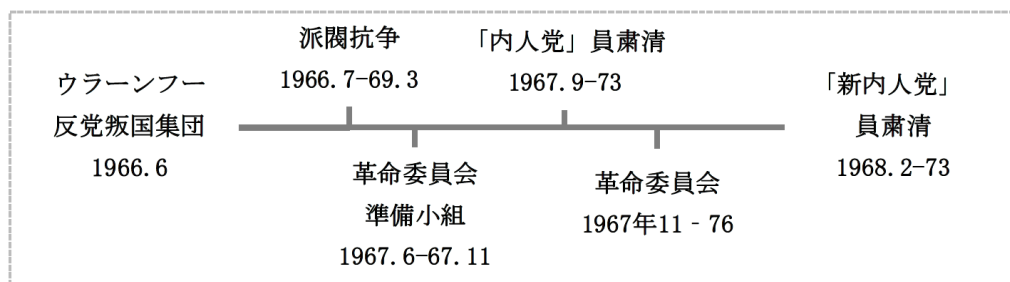 ウラーンフー
反党叛国集団
1966.6
派閥抗争
1966.7-69.3
革命委員会
準備小組
1967.6-67.11
「内人党」員粛清
1967.9-73
革命委員会
1967年11‐76
「新内人党」
員粛清
1968.2-73